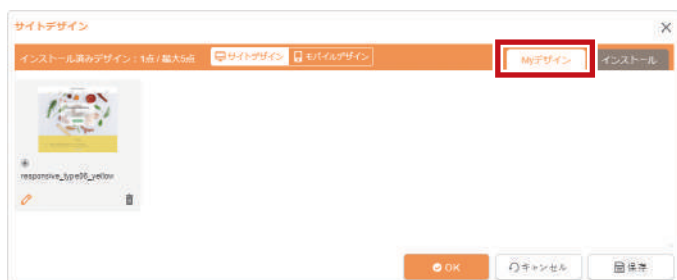 サイトデザイン
インストール済みデザイン：1点/最大5点 サイトデザイン モバイルデザイン Myデザイン インストール
responsive_type06_yellow
OK キャンセル 保存